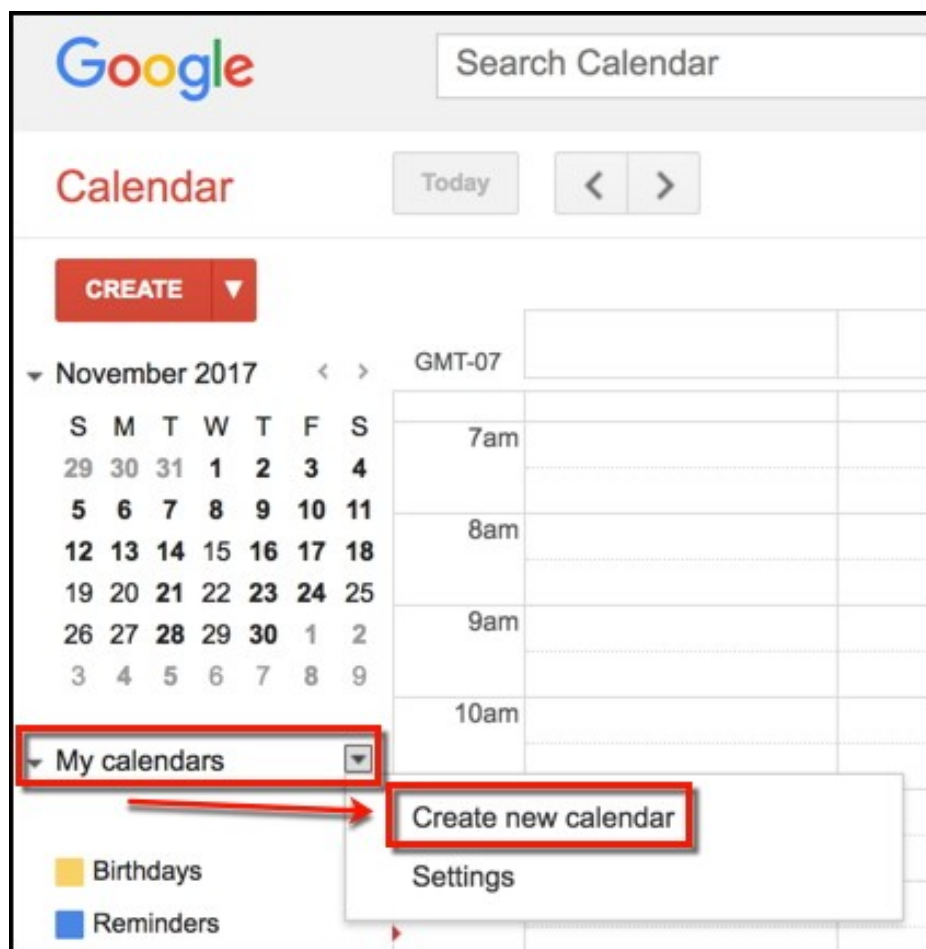 Google
Search Calendar
Calendar
Today
CREATE
November 2017
GMT-07
S M T W T F S
29 30 31 1 2 3 4
5 6 7 8 9 10 11
12 13 14 15 16 17 18
19 20 21 22 23 24 25
26 27 28 29 30 1 2
3 4 5 6 7 8 9
7am
8am
9am
10am
My calendars
Create new calendar
Settings
Birthdays
Reminders